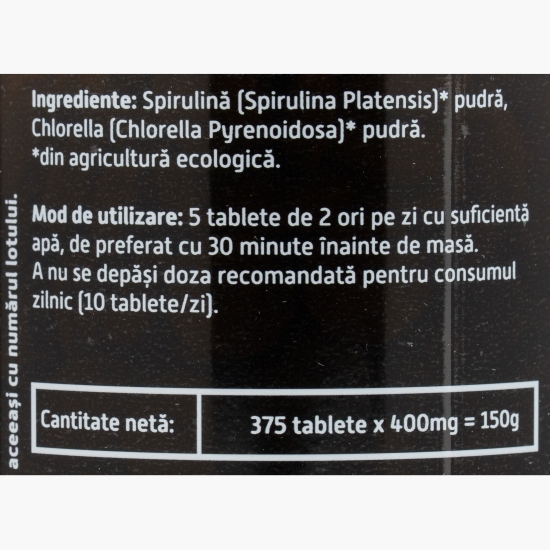 Ingrediente: Spirulină (Spirulina Platensis)* pudră,
Chlorella (Chlorella Pyrenoidosa)* pudră.
*din agricultură ecologică.
Mod de utilizare: 5 tablete de 2 ori pe zi cu suficientă
apă, de preferat cu 30 minute înainte de masă.
A nu se depăși doza recomandată pentru consumul
zilnic (10 tablete/zi).
Cantitate netă:
375 tablete x 400mg = 150g
aceeași cu numărul lotului.